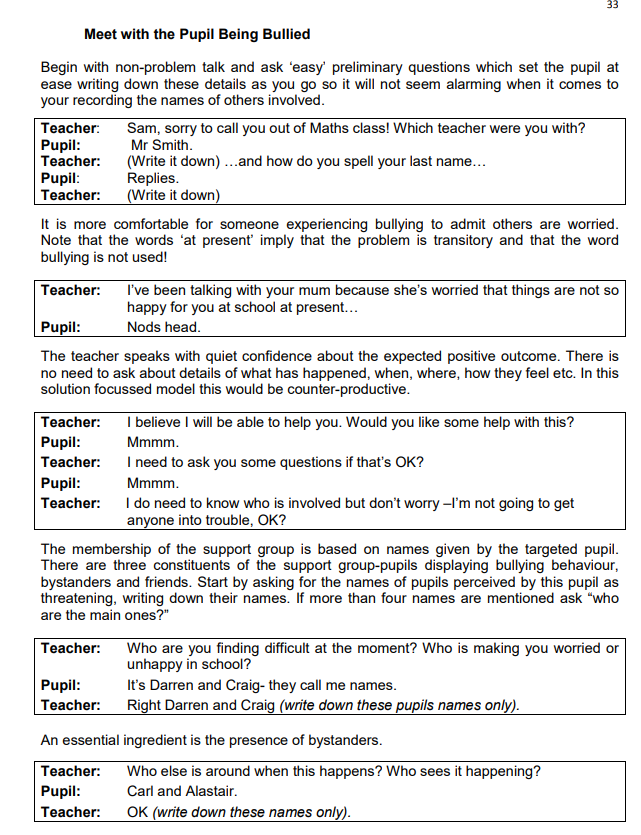 33
Meet with the Pupil Being Bullied
Begin with non-problem talk and ask ‘easy’ preliminary questions which set the pupil at
ease writing down these details as you go so it will not seem alarming when it comes to
your recording the names of others involved.
Teacher: Sam, sorry to call you out of Maths class! Which teacher were you with?
Pupil: Mr Smith.
Teacher: (Write it down) …and how do you spell your last name…
Pupil: Replies.
Teacher: (Write it down)
It is more comfortable for someone experiencing bullying to admit others are worried.
Note that the words ‘at present’ imply that the problem is transitory and that the word
bullying is not used!
Teacher: I’ve been talking with your mum because she’s worried that things are not so
happy for you at school at present…
Pupil: Nods head.
The teacher speaks with quiet confidence about the expected positive outcome. There is
no need to ask about details of what has happened, when, where, how they feel etc. In this
solution focussed model this would be counter-productive.
Teacher: I believe I will be able to help you. Would you like some help with this?
Pupil: Mmmm.
Teacher: I need to ask you some questions if that’s OK?
Pupil: Mmmm.
Teacher: I do need to know who is involved but don’t worry –I’m not going to get
anyone into trouble, OK?
The membership of the support group is based on names given by the targeted pupil.
There are three constituents of the support group-pupils displaying bullying behaviour,
bystanders and friends. Start by asking for the names of pupils perceived by this pupil as
threatening, writing down their names. If more than four names are mentioned ask “who
are the main ones?”
Teacher: Who are you finding difficult at the moment? Who is making you worried or
unhappy in school?
Pupil: It’s Darren and Craig- they call me names.
Teacher: Right Darren and Craig (write down these pupils names only).
An essential ingredient is the presence of bystanders.
Teacher: Who else is around when this happens? Who sees it happening?
Pupil: Carl and Alastair.
Teacher: OK (write down these names only).